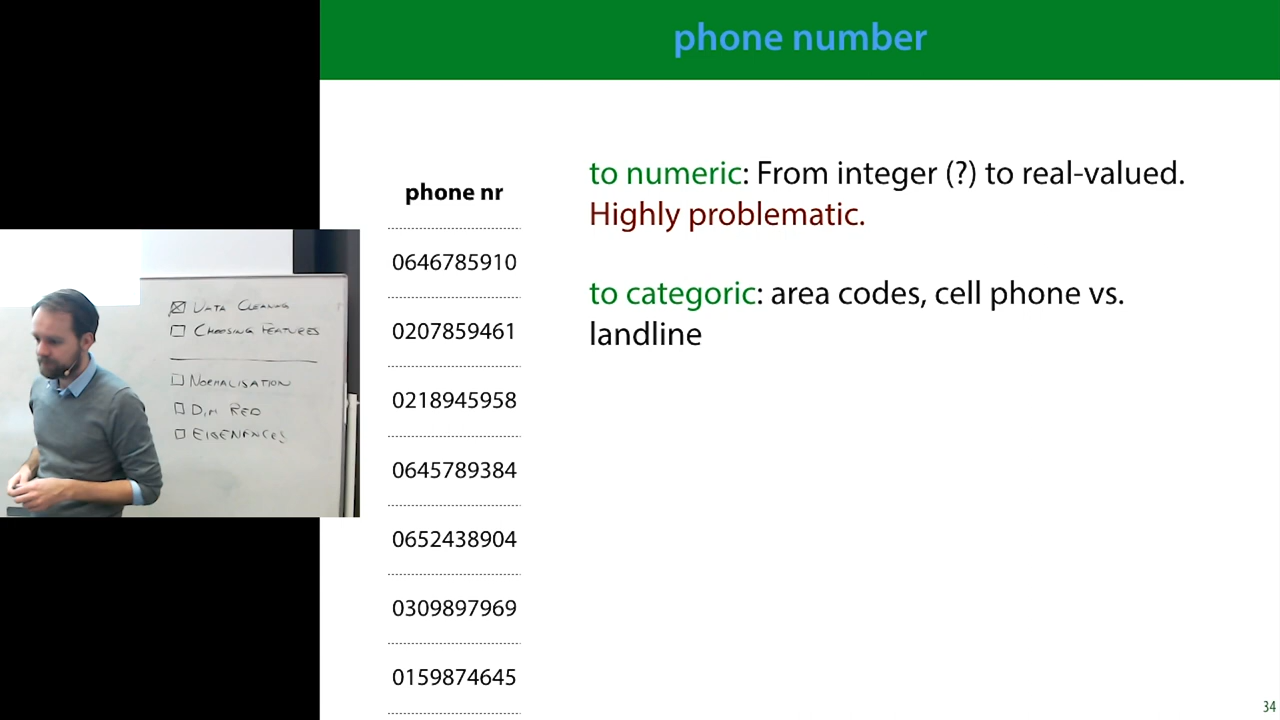 phone number
phone nr
0646785910
0207859461
0218945958
0645789384
0652438904
0309897969
0159874645
to numeric: From integer (?) to real-valued.
Highly problematic.
to categoric: area codes, cell phone vs.
landline
DATA CLEANING
CHOOSING FEATURES
NORMALISATION
DIM RED
EIGENFACES
34